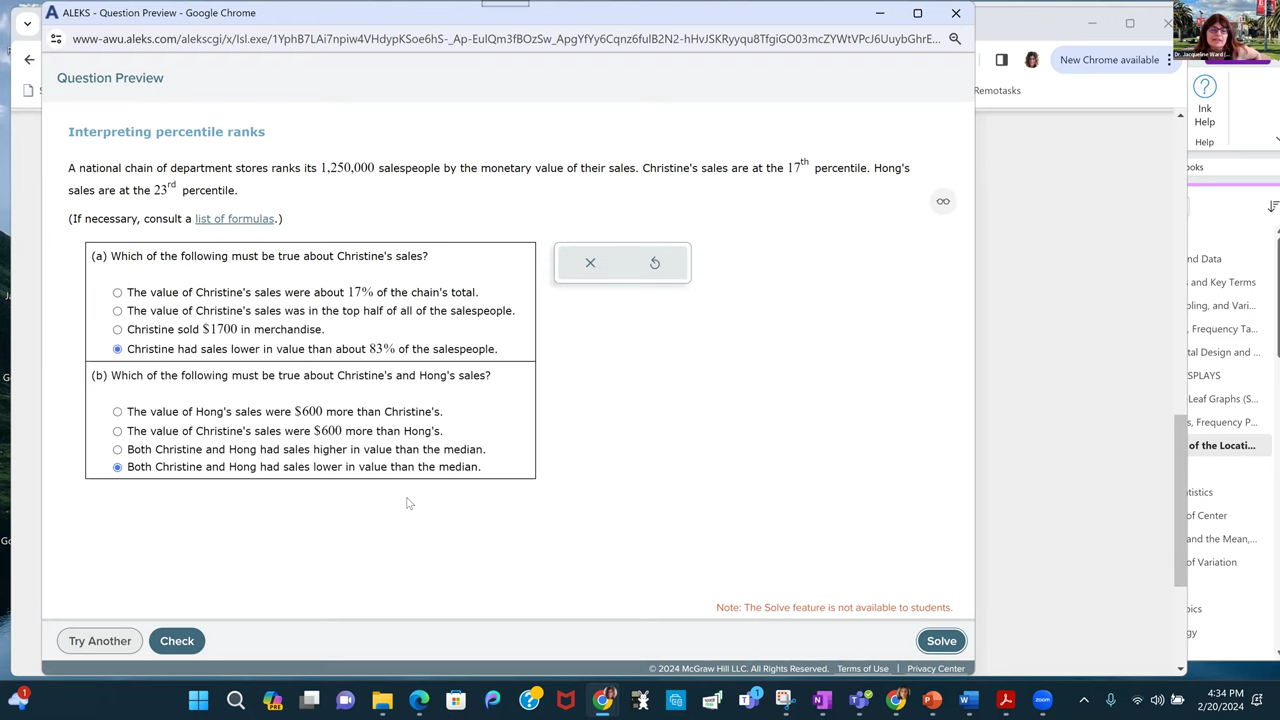 ALEKS - Question Preview - Google Chrome
www-awu.aleks.com/alekscgi/x/lsl.exe/1YphB7LAi7npiw4VHdypKSoe6hS-_
New Chrome available
Dr. Jacqueline Ward
Question Preview
Remotasks
Ink
Help
Help
Interpreting percentile ranks
A national chain of department stores ranks its 1,250,000 salespeople by the monetary value of their sales. Christine's sales are at the 17th percentile. Hong's
sales are at the 23rd percentile.
(If necessary, consult a list of formulas.)
(a) Which of the following must be true about Christine's sales?
The value of Christine's sales were about 17% of the chain's total.
The value of Christine's sales was in the top half of all of the salespeople.
Christine sold $1700 in merchandise.
Christine had sales lower in value than about 83% of the salespeople.
(b) Which of the following must be true about Christine's and Hong's sales?
The value of Hong's sales were $600 more than Christine's.
The value of Christine's sales were $600 more than Hong's.
Both Christine and Hong had sales higher in value than the median.
Both Christine and Hong had sales lower in value than the median.
ooks
nd Data
s and Key Terms
pling, and Vari...
, Frequency Ta...
tal Design and ...
SPLAYS
Leaf Graphs (S...
s, Frequency P...
of the Locati...
tistics
of Center
and the Mean,...
of Variation
pics
gy
Note: The Solve feature is not available to students.
Try Another
Check
Solve
© 2024 McGraw Hill LLC. All Rights Reserved. Terms of Use | Privacy Center
4:34 PM
2/20/2024